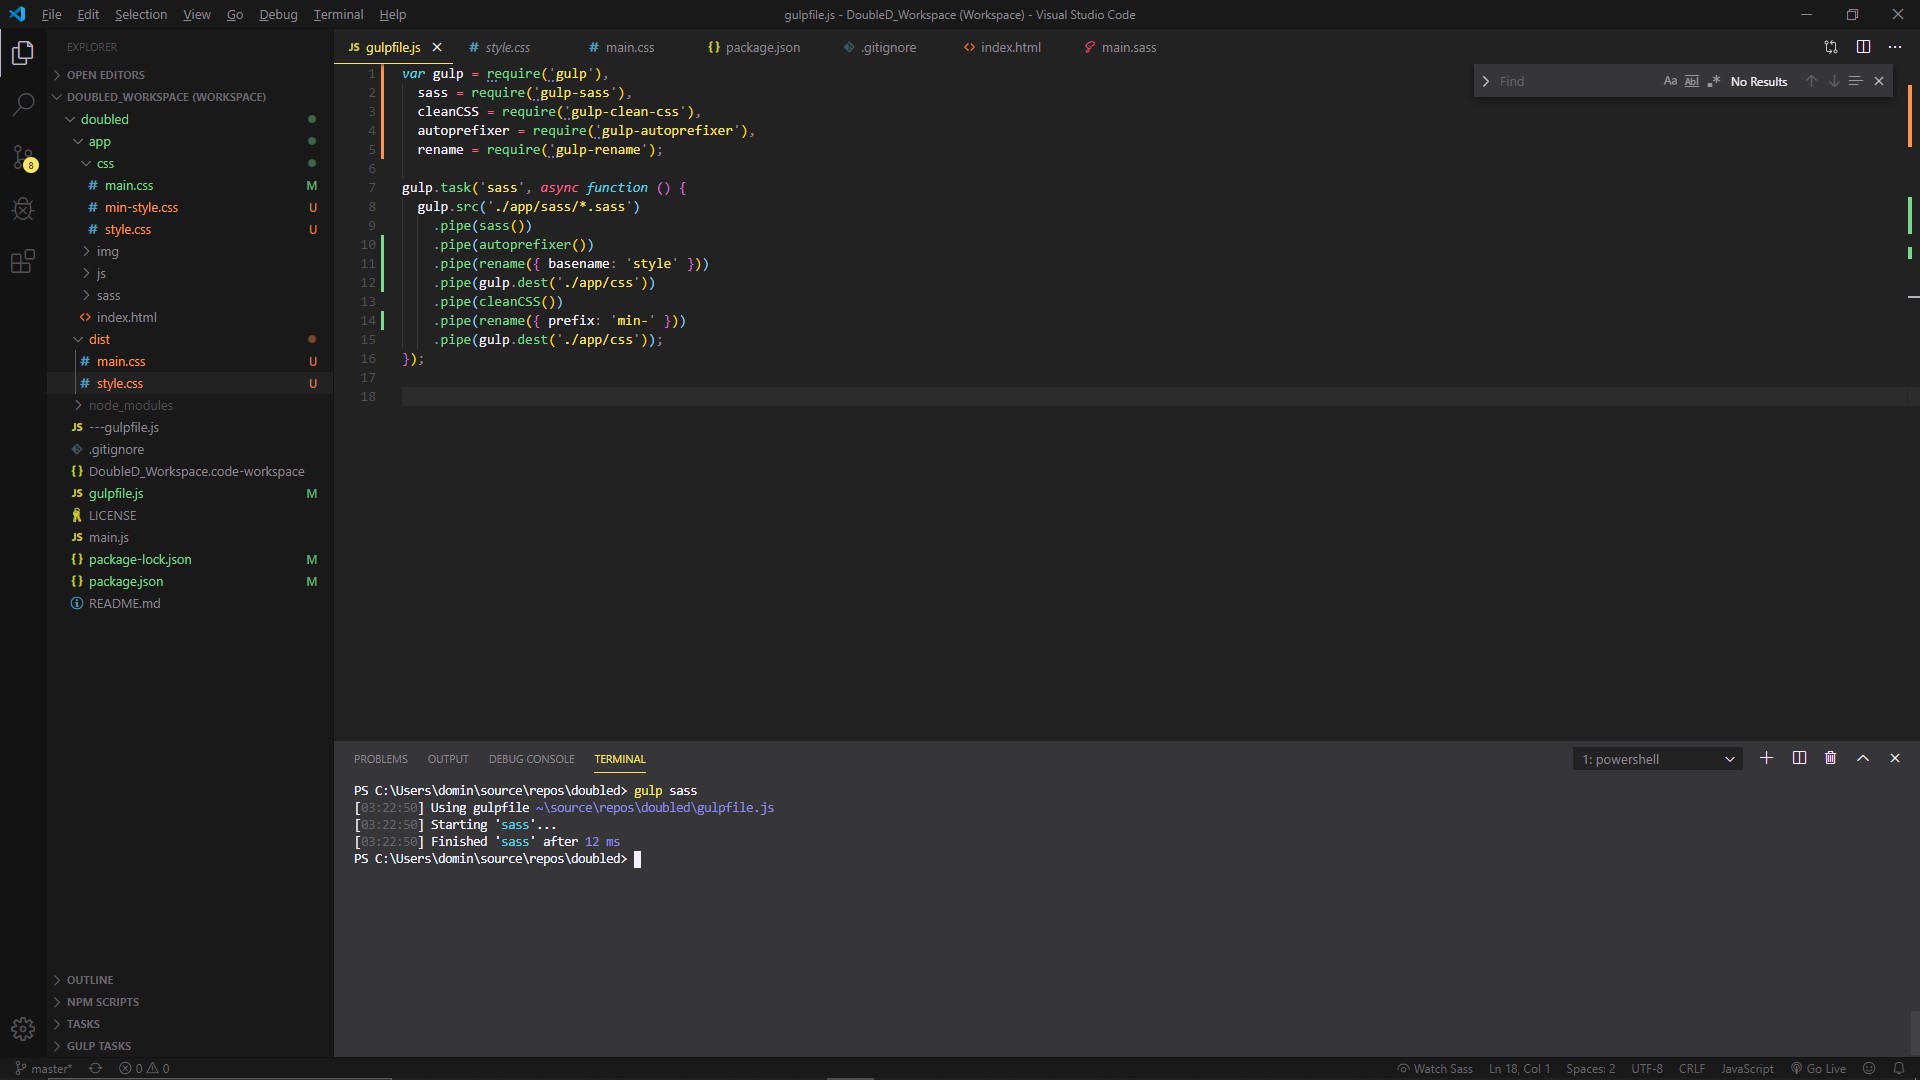 File Edit Selection View Go Debug Terminal Help
gulpfile.js - DoubleD_Workspace (Workspace) - Visual Studio Code
EXPLORER
OPEN EDITORS
DOUBLED_WORKSPACE (WORKSPACE)
doubled
app
css
# main.css M
# min-style.css U
# style.css U
img
js
sass
<> index.html
dist
# main.css U
# style.css U
node_modules
JS ---gulpfile.js
.gitignore
{} DoubleD_Workspace.code-workspace
JS gulpfile.js M
LICENSE
JS main.js
{} package-lock.json M
{} package.json M
README.md
OUTLINE
NPM SCRIPTS
TASKS
GULP TASKS
8
JS gulpfile.js # style.css # main.css {} package.json .gitignore <> index.html main.sass
Find Aa Abl .* No Results
1 var gulp = require('gulp'),
2 sass = require('gulp-sass'),
3 cleanCSS = require('gulp-clean-css'),
4 autoprefixer = require('gulp-autoprefixer'),
5 rename = require('gulp-rename');
6
7 gulp.task('sass', async function () {
8 gulp.src('./app/sass/*.sass')
9 .pipe(sass())
10 .pipe(autoprefixer())
11 .pipe(rename({ basename: 'style' }))
12 .pipe(gulp.dest('./app/css'))
13 .pipe(cleanCSS())
14 .pipe(rename({ prefix: 'min-' }))
15 .pipe(gulp.dest('./app/css'));
16 });
17
18
PROBLEMS OUTPUT DEBUG CONSOLE TERMINAL
1: powershell
PS C:\Users\domin\source\repos\doubled> gulp sass
[03:22:50] Using gulpfile ~\source\repos\doubled\gulpfile.js
[03:22:50] Starting 'sass'...
[03:22:50] Finished 'sass' after 12 ms
PS C:\Users\domin\source\repos\doubled>
master* 0 0
Watch Sass Ln 18, Col 1 Spaces: 2 UTF-8 CRLF JavaScript Go Live